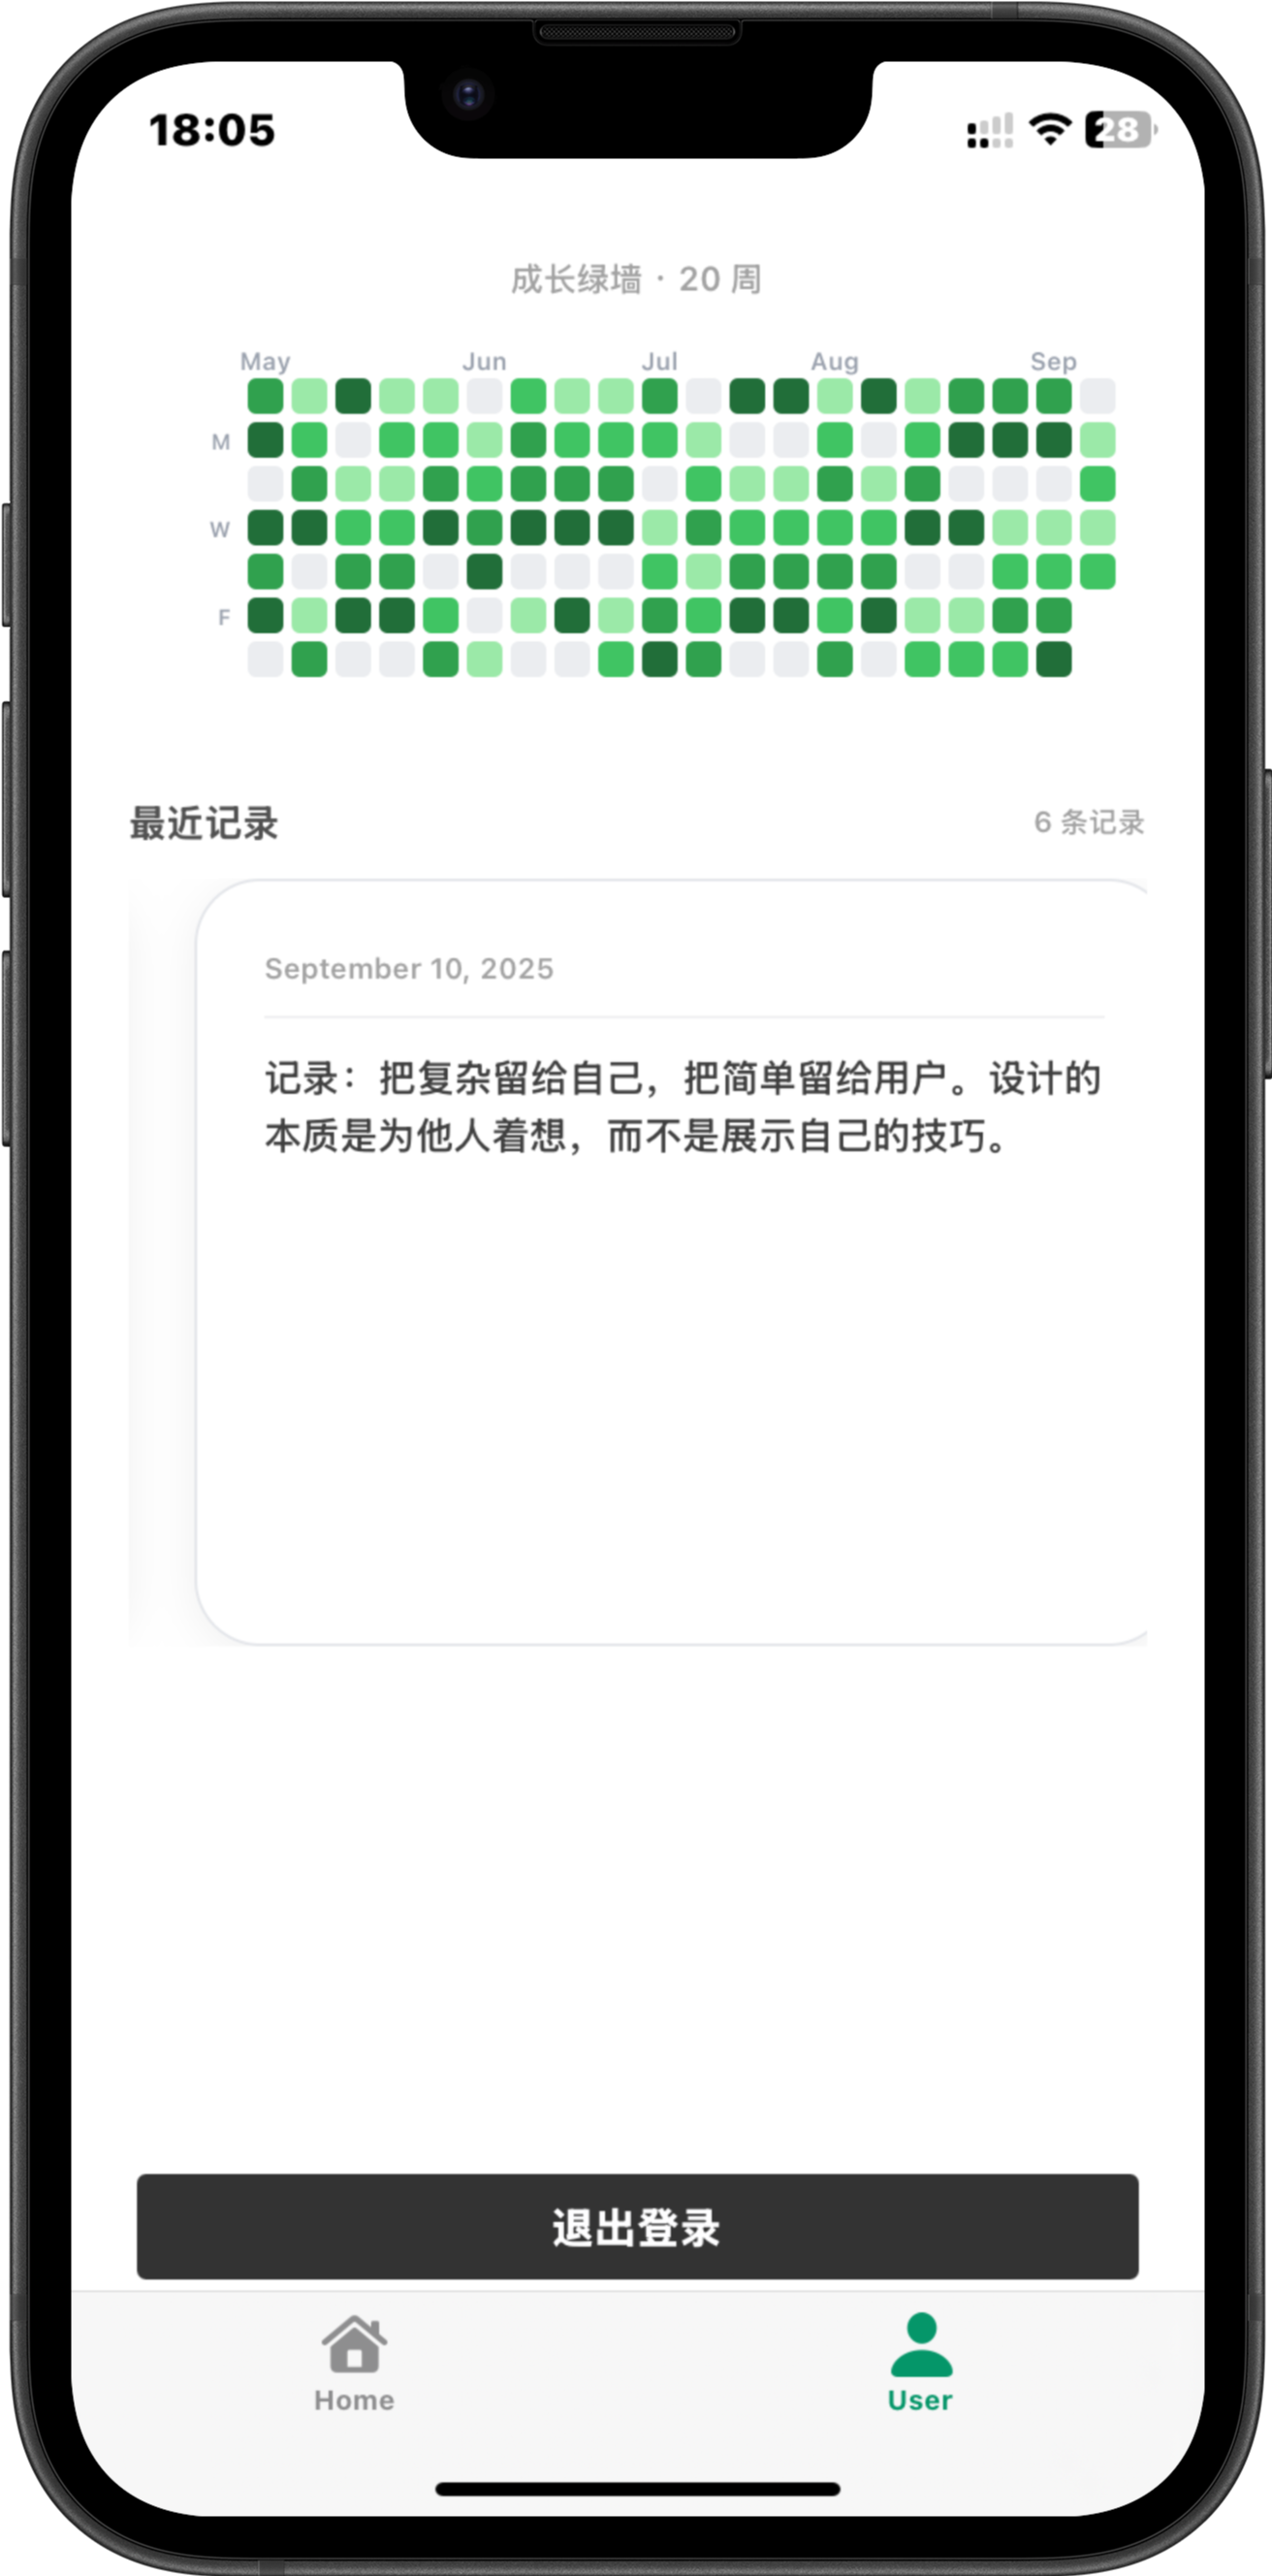 18:05
28
成长绿墙 · 20 周
May Jun Jul Aug Sep
M
W
F
最近记录
6 条记录
September 10, 2025
记录：把复杂留给自己，把简单留给用户。设计的
本质是为他人着想，而不是展示自己的技巧。
退出登录
Home
User